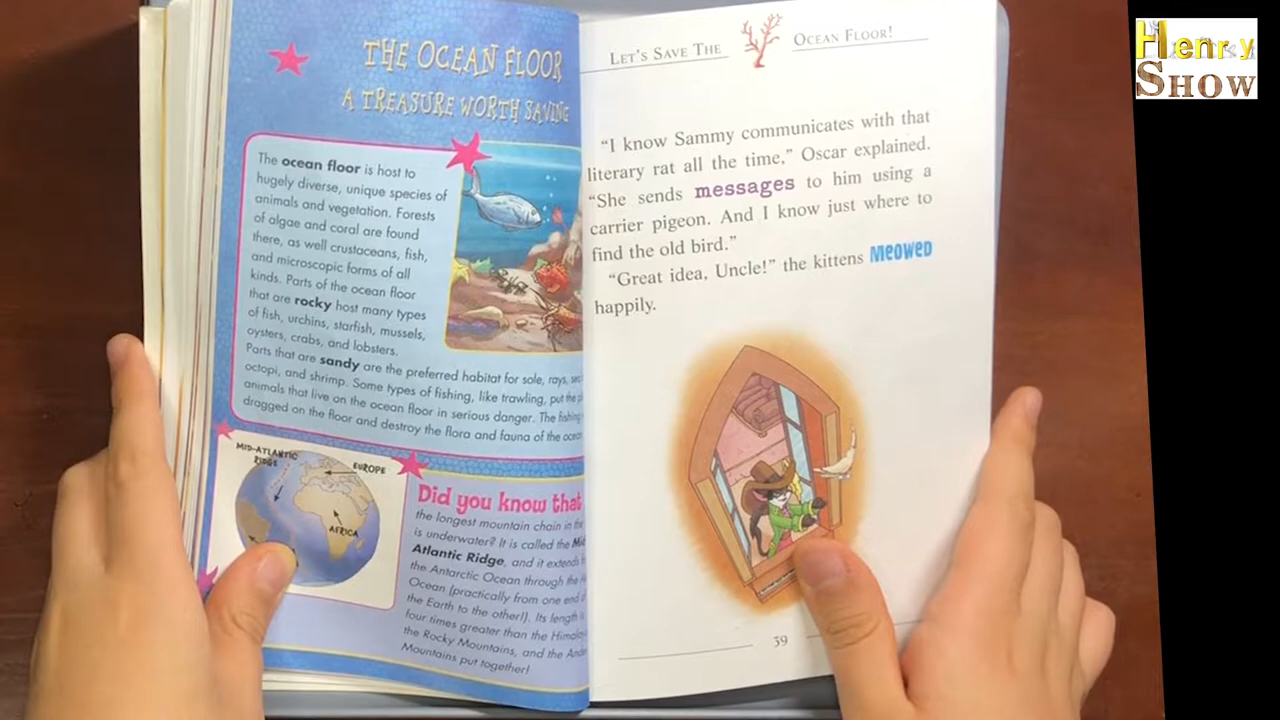 THE OCEAN FLOOR
A TREASURE WORTH SAVING
The ocean floor is host to
hugely diverse, unique species of
animals and vegetation. Forests
of algae and coral are found
there, as well crustaceans, fish,
and microscopic forms of all
kinds. Parts of the ocean floor
that are rocky host many types
of fish, urchins, starfish, mussels,
oysters, crabs, and lobsters.
Parts that are sandy are the preferred habitat for sole, rays,
octopi, and shrimp. Some types of fishing, like trawling, put the
animals that live on the ocean floor in serious danger. The fishing
dragged on the floor and destroy the flora and fauna of the
MID-ATLANTIC
RIDGE
EUROPE
AFRICA
Did you know that
the longest mountain chain in the
is underwater? It is called the
Atlantic Ridge, and it extends
the Antarctic Ocean through the
Ocean (practically from one end
the Earth to the other!). Its length
four times greater than the
the Rocky Mountains, and the
Mountains put together!
LET'S SAVE THE OCEAN FLOOR!
“I know Sammy communicates with that
literary rat all the time,” Oscar explained.
“She sends messages to him using a
carrier pigeon. And I know just where to
find the old bird.”
“Great idea, Uncle!” the kittens MEOWED
happily.
39
Henry
SHOW